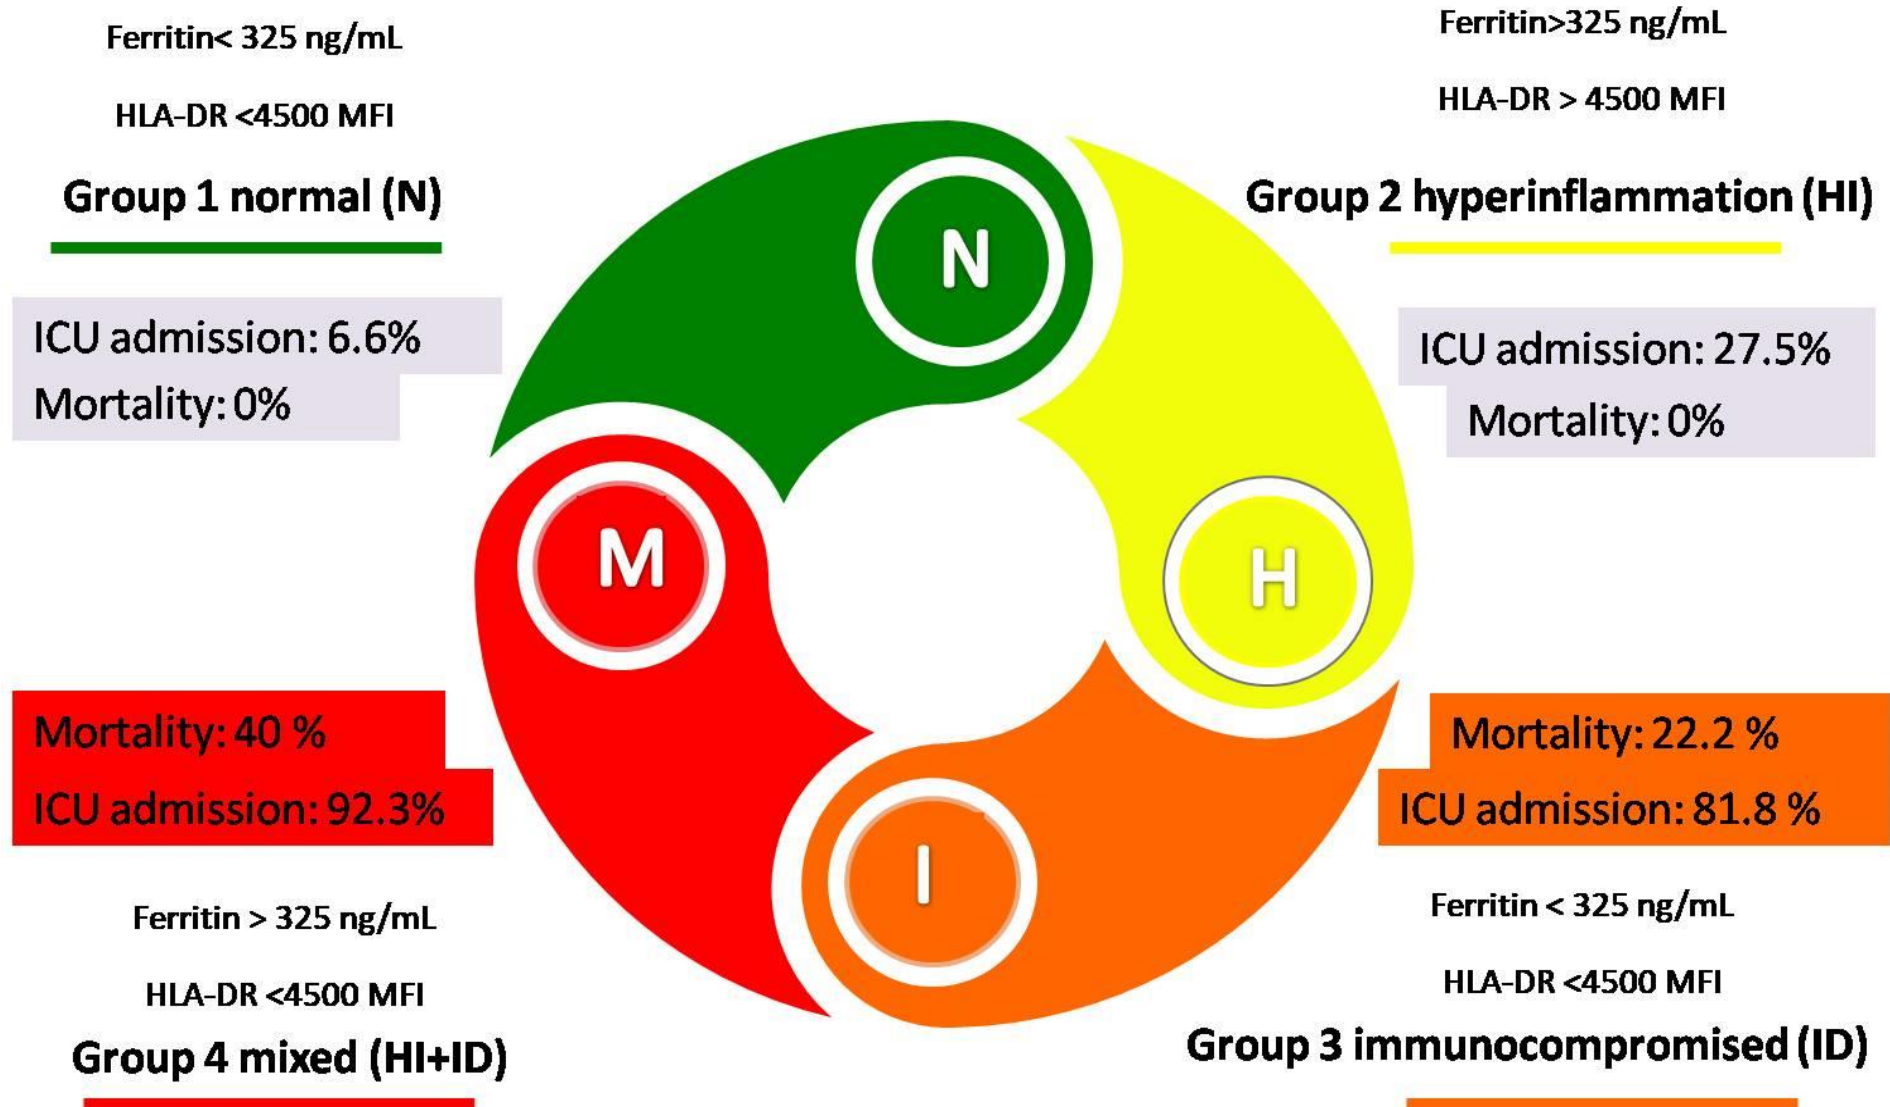 Ferritin< 325 ng/mL
HLA-DR <4500 MFI
Group 1 normal (N)
ICU admission: 6.6%
Mortality: 0%
Ferritin>325 ng/mL
HLA-DR > 4500 MFI
Group 2 hyperinflammation (HI)
ICU admission: 27.5%
Mortality: 0%
N
H
M
I
Mortality: 40 %
ICU admission: 92.3%
Ferritin > 325 ng/mL
HLA-DR <4500 MFI
Group 4 mixed (HI+ID)
Mortality: 22.2 %
ICU admission: 81.8 %
Ferritin < 325 ng/mL
HLA-DR <4500 MFI
Group 3 immunocompromised (ID)